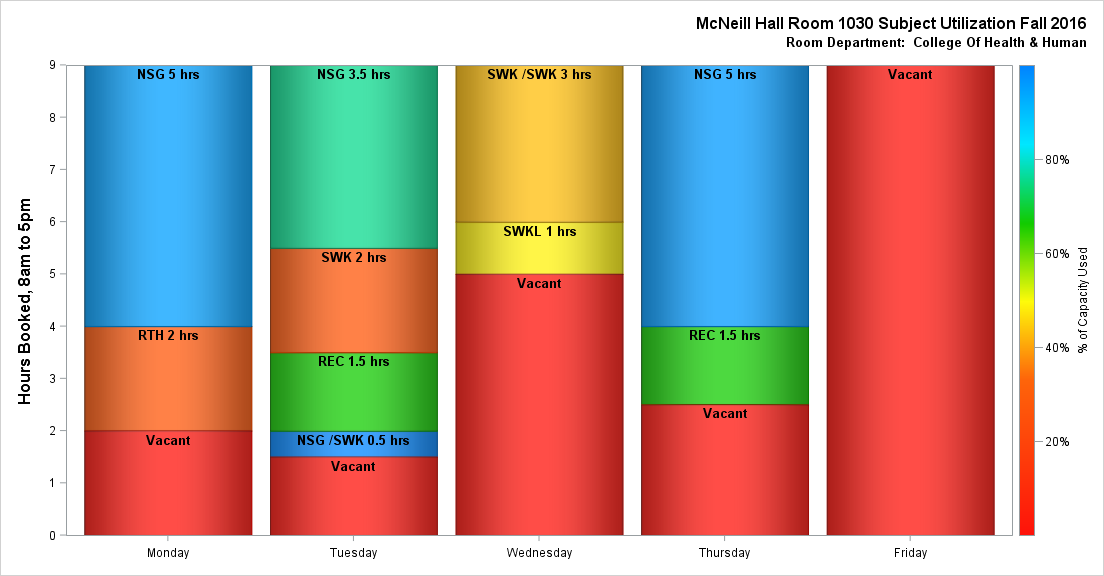 McNeill Hall Room 1030 Subject Utilization Fall 2016
Room Department:  College Of Health & Human
Hours Booked, 8am to 5pm
9
8
7
6
5
4
3
2
1
0
NSG 5 hrs
RTH 2 hrs
Vacant
NSG 3.5 hrs
SWK 2 hrs
REC 1.5 hrs
NSG /SWK 0.5 hrs
Vacant
SWK /SWK 3 hrs
SWKL 1 hrs
Vacant
NSG 5 hrs
REC 1.5 hrs
Vacant
Vacant
Monday
Tuesday
Wednesday
Thursday
Friday
80%
60%
40%
20%
% of Capacity Used